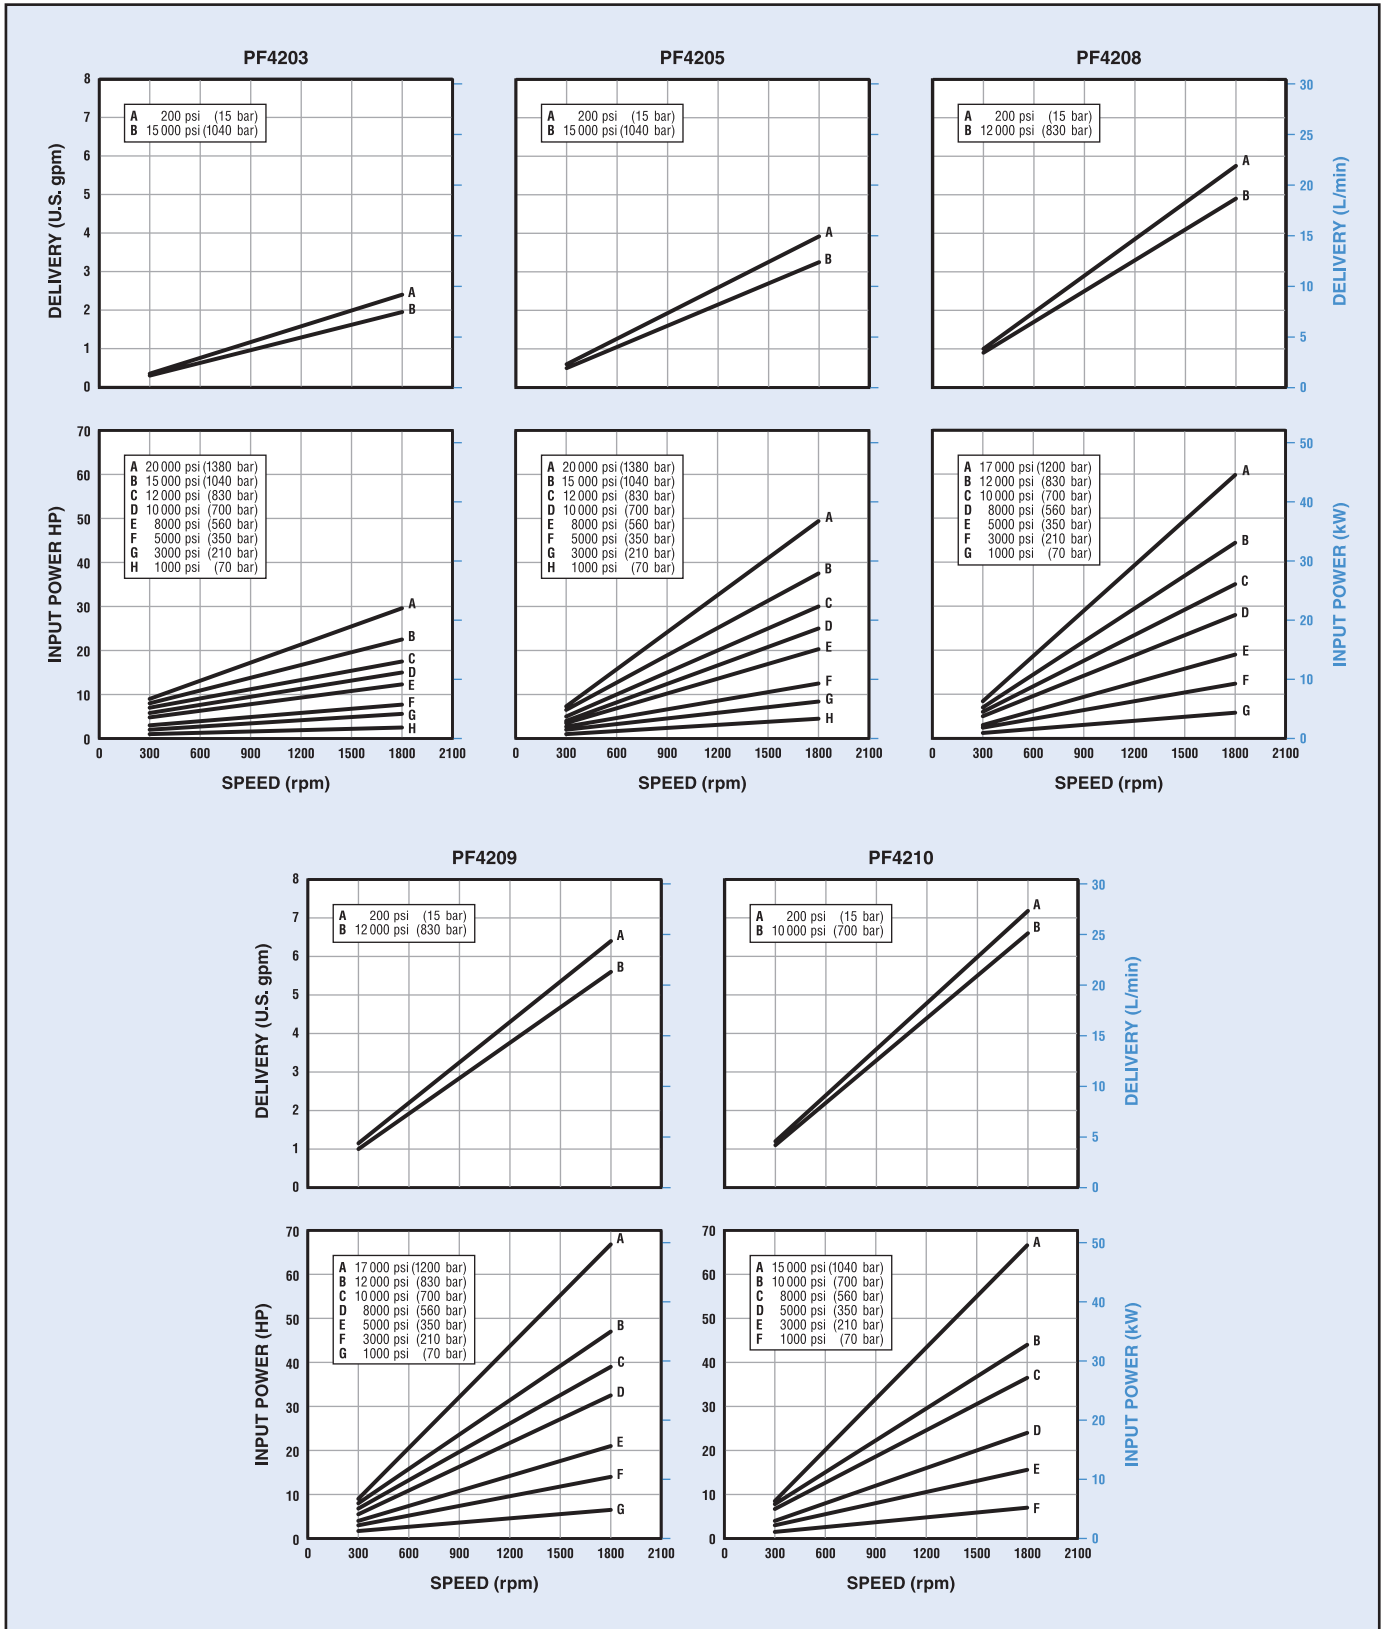 PF4203
PF4205
PF4208
DELIVERY (U.S. gpm)
8
7
6
5
4
3
2
1
0
A 200 psi (15 bar)
B 15 000 psi (1040 bar)
A
B
A 200 psi (15 bar)
B 15 000 psi (1040 bar)
A
B
A 200 psi (15 bar)
B 12 000 psi (830 bar)
A
B
30
25
20
15
10
5
0
DELIVERY (L/min)
INPUT POWER HP)
70
60
50
40
30
20
10
0
A 20 000 psi (1380 bar)
B 15 000 psi (1040 bar)
C 12 000 psi (830 bar)
D 10 000 psi (700 bar)
E 8000 psi (560 bar)
F 5000 psi (350 bar)
G 3000 psi (210 bar)
H 1000 psi (70 bar)
A
B
C
D
E
F
G
H
0 300 600 900 1200 1500 1800 2100
SPEED (rpm)
A 20 000 psi (1380 bar)
B 15 000 psi (1040 bar)
C 12 000 psi (830 bar)
D 10 000 psi (700 bar)
E 8000 psi (560 bar)
F 5000 psi (350 bar)
G 3000 psi (210 bar)
H 1000 psi (70 bar)
A
B
C
D
E
F
G
H
0 300 600 900 1200 1500 1800 2100
SPEED (rpm)
A 17 000 psi (1200 bar)
B 12 000 psi (830 bar)
C 10 000 psi (700 bar)
D 8000 psi (560 bar)
E 5000 psi (350 bar)
F 3000 psi (210 bar)
G 1000 psi (70 bar)
A
B
C
D
E
F
G
0 300 600 900 1200 1500 1800 2100
SPEED (rpm)
50
40
30
20
10
0
INPUT POWER (kW)
PF4209
PF4210
DELIVERY (U.S. gpm)
8
7
6
5
4
3
2
1
0
A 200 psi (15 bar)
B 12 000 psi (830 bar)
A
B
A 200 psi (15 bar)
B 10 000 psi (700 bar)
A
B
30
25
20
15
10
5
0
DELIVERY (L/min)
INPUT POWER (HP)
70
60
50
40
30
20
10
0
A 17 000 psi (1200 bar)
B 12 000 psi (830 bar)
C 10 000 psi (700 bar)
D 8000 psi (560 bar)
E 5000 psi (350 bar)
F 3000 psi (210 bar)
G 1000 psi (70 bar)
A
B
C
D
E
F
G
0 300 600 900 1200 1500 1800 2100
SPEED (rpm)
70
60
50
40
30
20
10
0
A 15 000 psi (1040 bar)
B 10 000 psi (700 bar)
C 8000 psi (560 bar)
D 5000 psi (350 bar)
E 3000 psi (210 bar)
F 1000 psi (70 bar)
A
B
C
D
E
F
0 300 600 900 1200 1500 1800 2100
SPEED (rpm)
50
40
30
20
10
0
INPUT POWER (kW)